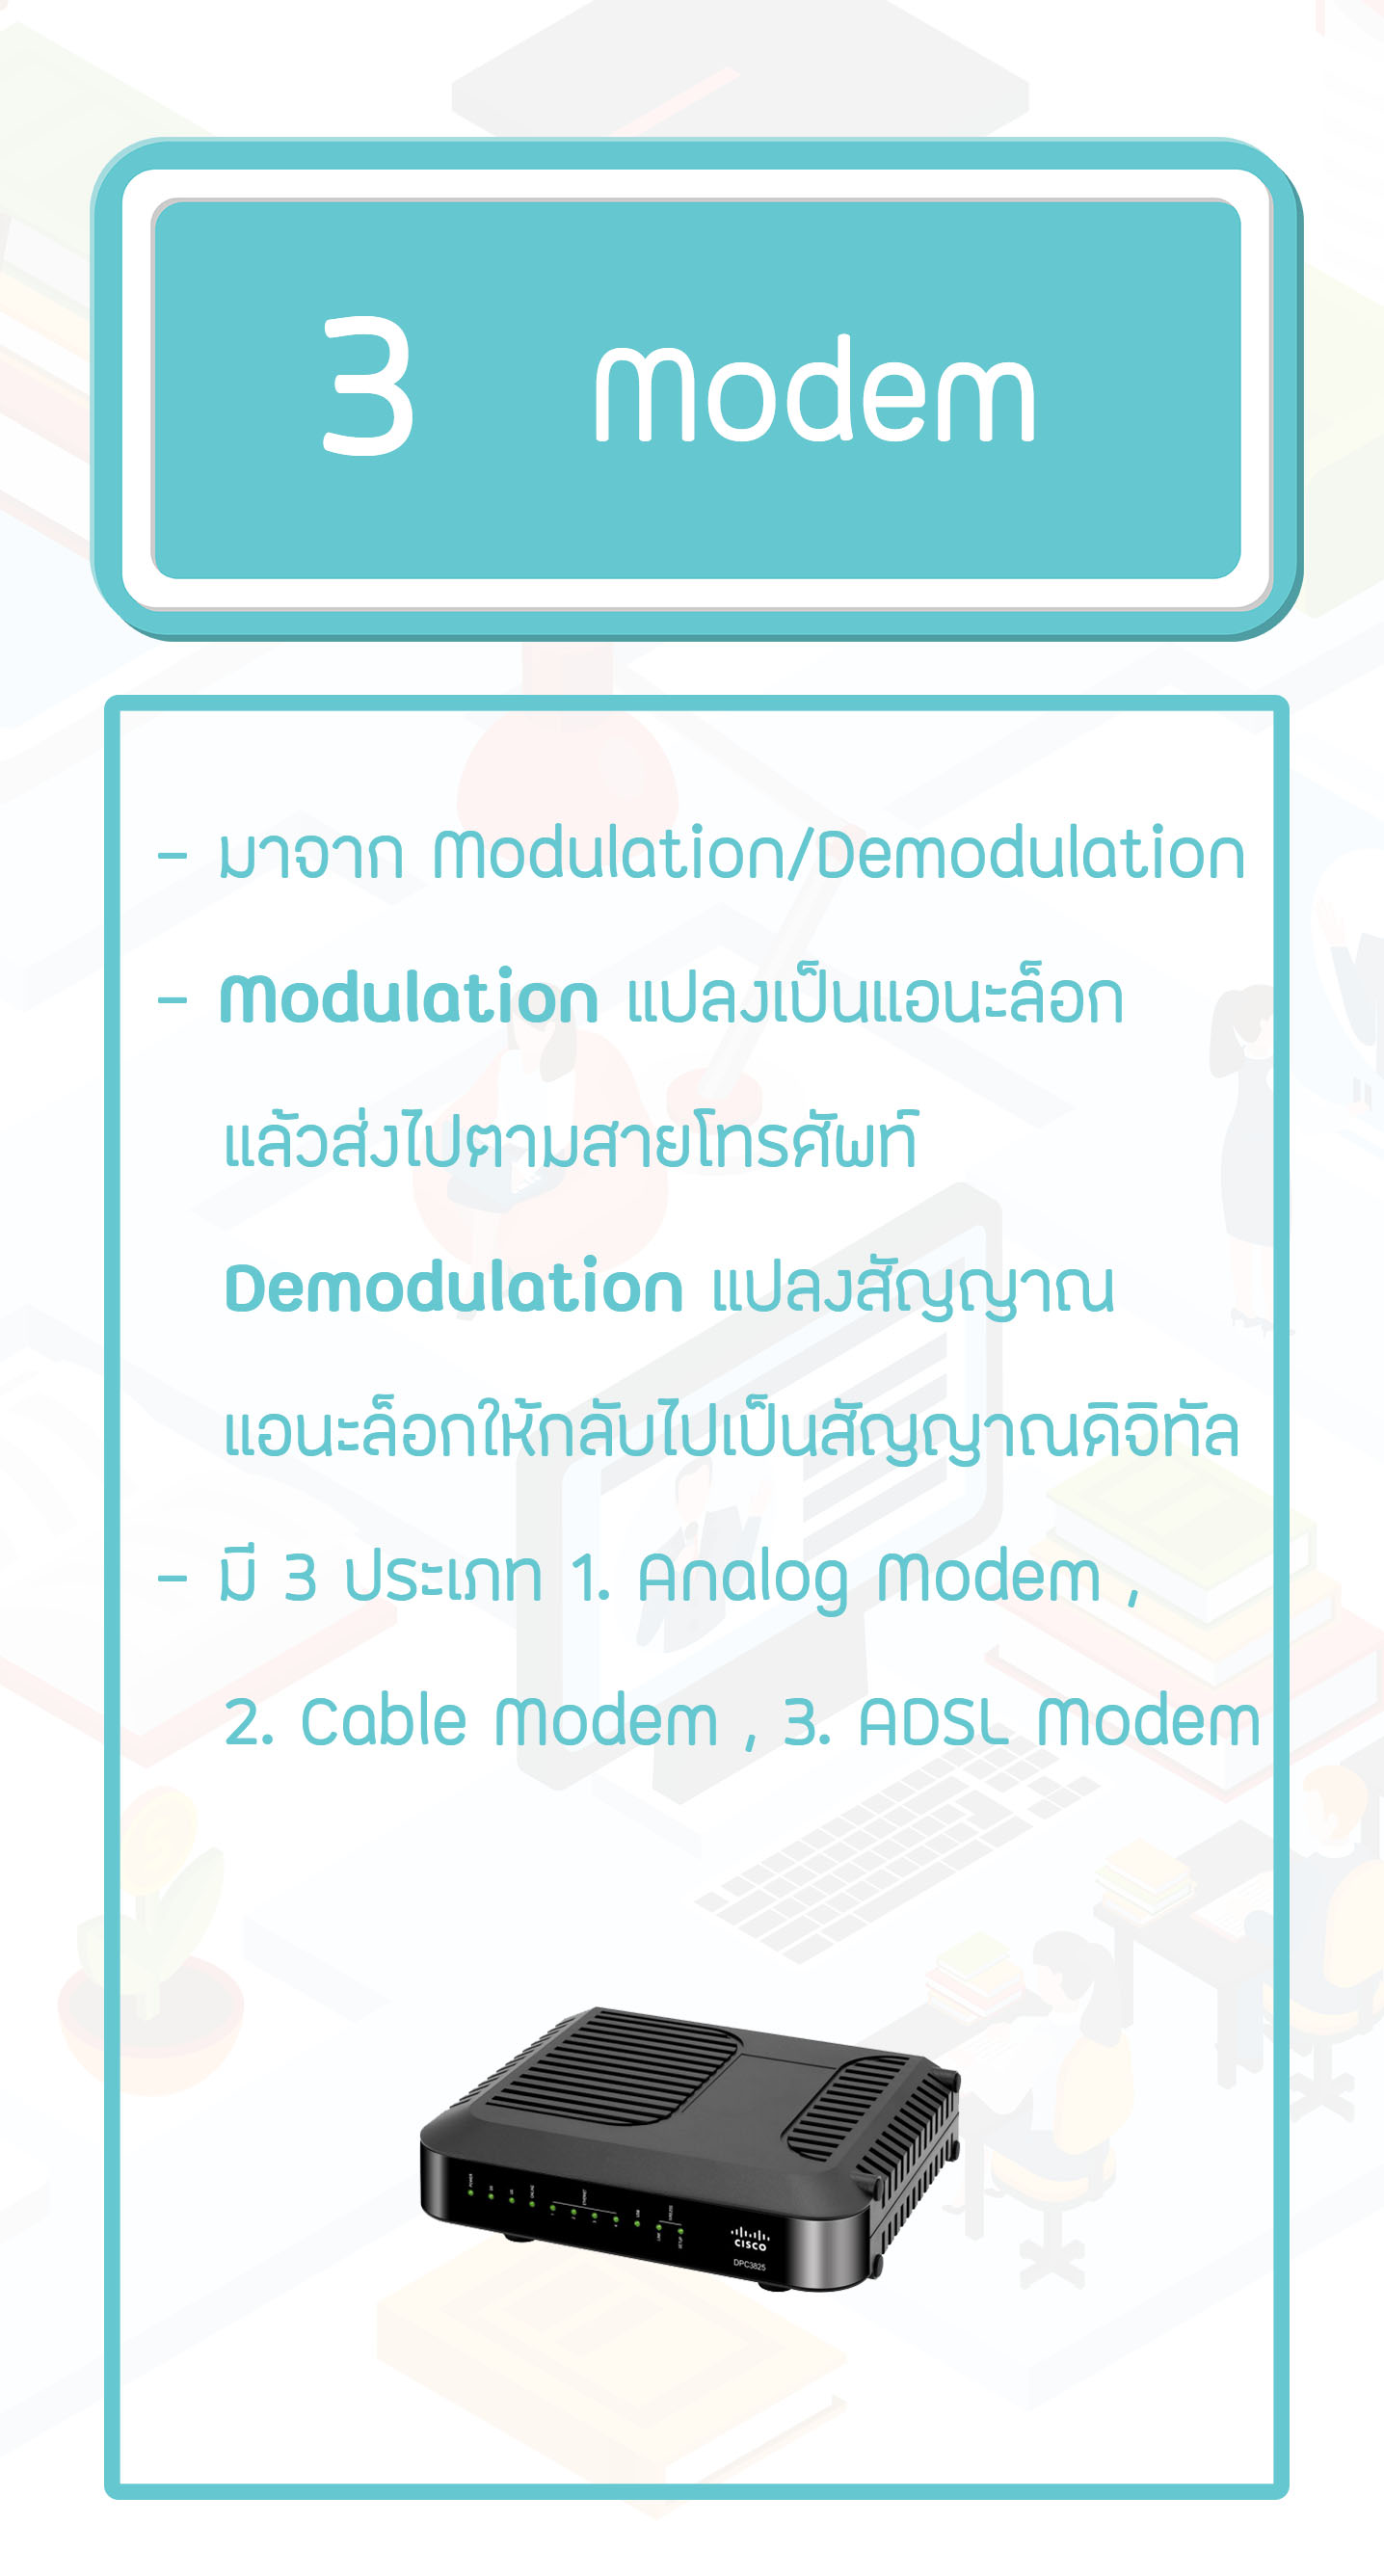 3 Modem
- มาจาก Modulation/Demodulation
- Modulation แปลงเป็นแอนะล็อก
แล้วส่งไปตามสายโทรศัพท์
Demodulation แปลงสัญญาณ
แอนะล็อกให้กลับไปเป็นสัญญาณดิจิทัล
- มี 3 ประเภท 1. Analog Modem ,
2. Cable Modem , 3. ADSL Modem
CISCO
DPC3825